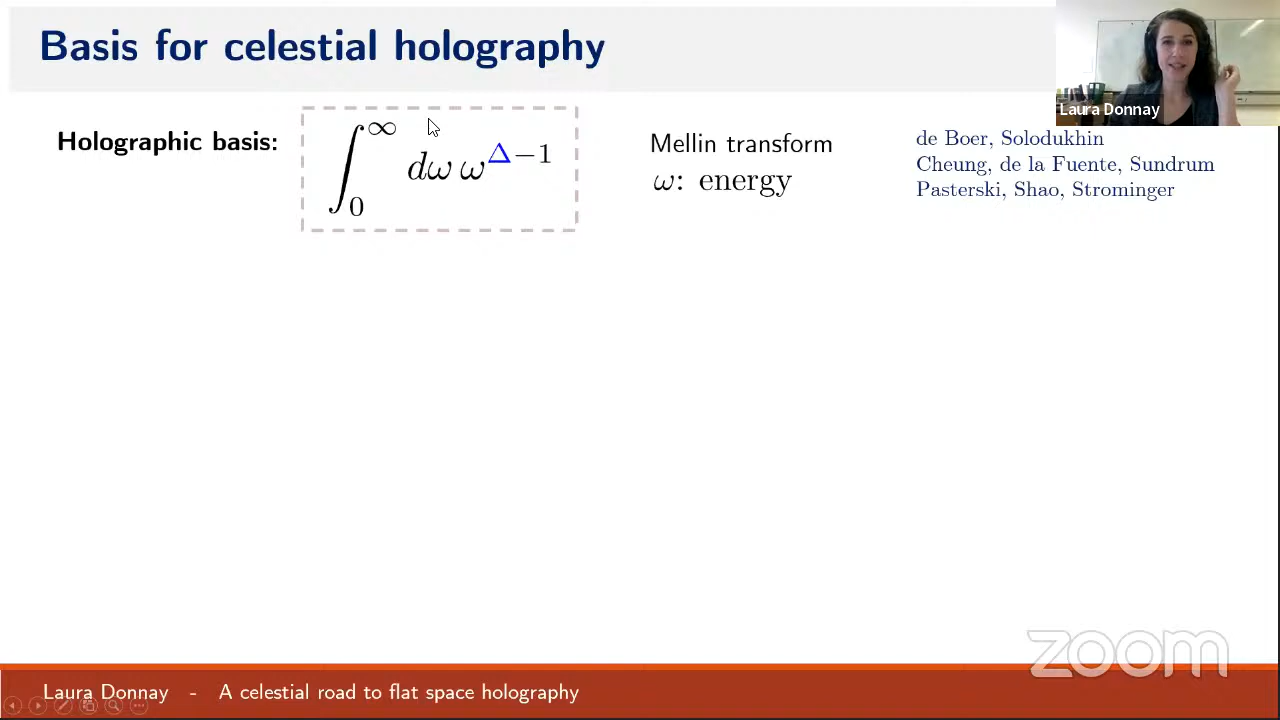 Basis for celestial holography
Laura Donnay
Holographic basis:
∫₀^∞ dω ω^{Δ−1}
Mellin transform
ω: energy
de Boer, Solodukhin
Cheung, de la Fuente, Sundrum
Pasterski, Shao, Strominger
zoom
Laura Donnay - A celestial road to flat space holography